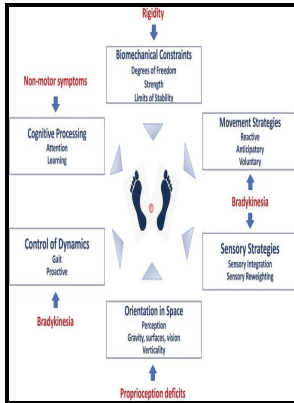 Rigidity
Biomechanical Constraints
Degrees of Freedom
Strength
Limits of Stability
Non-motor symptoms
Cognitive Processing
Attention
Learning
Movement Strategies
Reactive
Anticipatory
Voluntary
Bradykinesia
Control of Dynamics
Gait
Proactive
Sensory Strategies
Sensory Integration
Sensory Reweighting
Bradykinesia
Orientation in Space
Perception
Gravity, surfaces, vision
Verticality
Proprioception deficits